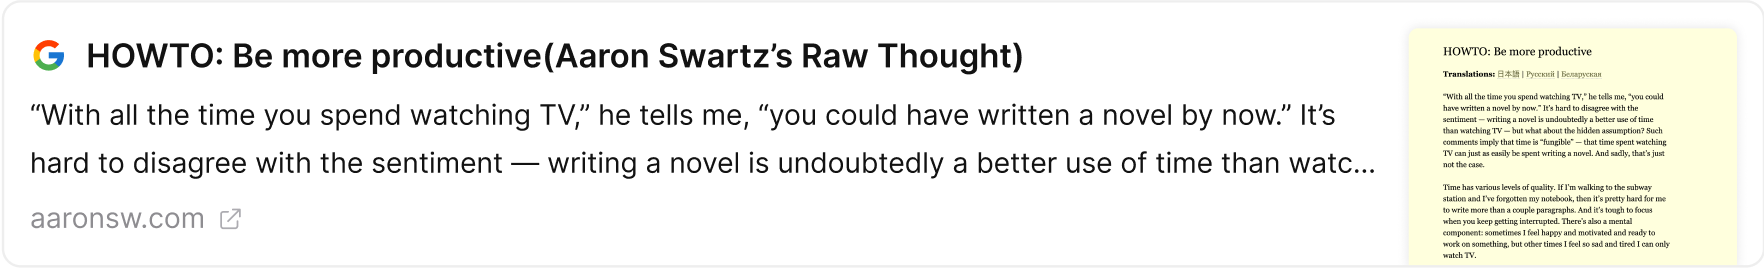 HOWTO: Be more productive(Aaron Swartz’s Raw Thought)
“With all the time you spend watching TV,” he tells me, “you could have written a novel by now.” It’s
hard to disagree with the sentiment — writing a novel is undoubtedly a better use of time than watc...
aaronsw.com
HOWTO: Be more productive
Translations: 日本語 | Русский | Беларуская
“With all the time you spend watching TV,” he tells me, “you could
have written a novel by now.” It’s hard to disagree with the
sentiment — writing a novel is undoubtedly a better use of time
than watching TV — but what about the hidden assumption? Such
comments imply that time is “fungible” — that time spent watching
TV can just as easily be spent writing a novel. And sadly, that’s just
not the case.
Time has various levels of quality. If I’m walking to the subway
station and I’ve forgotten my notebook, then it’s pretty hard for me
to write more than a couple paragraphs. And it’s tough to focus
when you keep getting interrupted. There’s also a mental
component: sometimes I feel happy and motivated and ready to
work on something, but other times I feel so sad and tired I can only
watch TV.